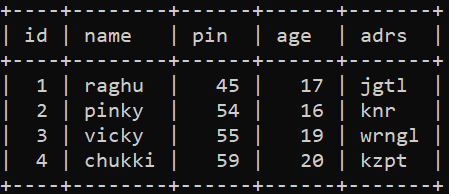 +----+--------+------+------+-------+
| id | name   | pin  | age  | adrs  |
+----+--------+------+------+-------+
|  1 | raghu  |   45 |   17 | jgtl  |
|  2 | pinky  |   54 |   16 | knr   |
|  3 | vicky  |   55 |   19 | wrngl |
|  4 | chukki |   59 |   20 | kzpt  |
+----+--------+------+------+-------+